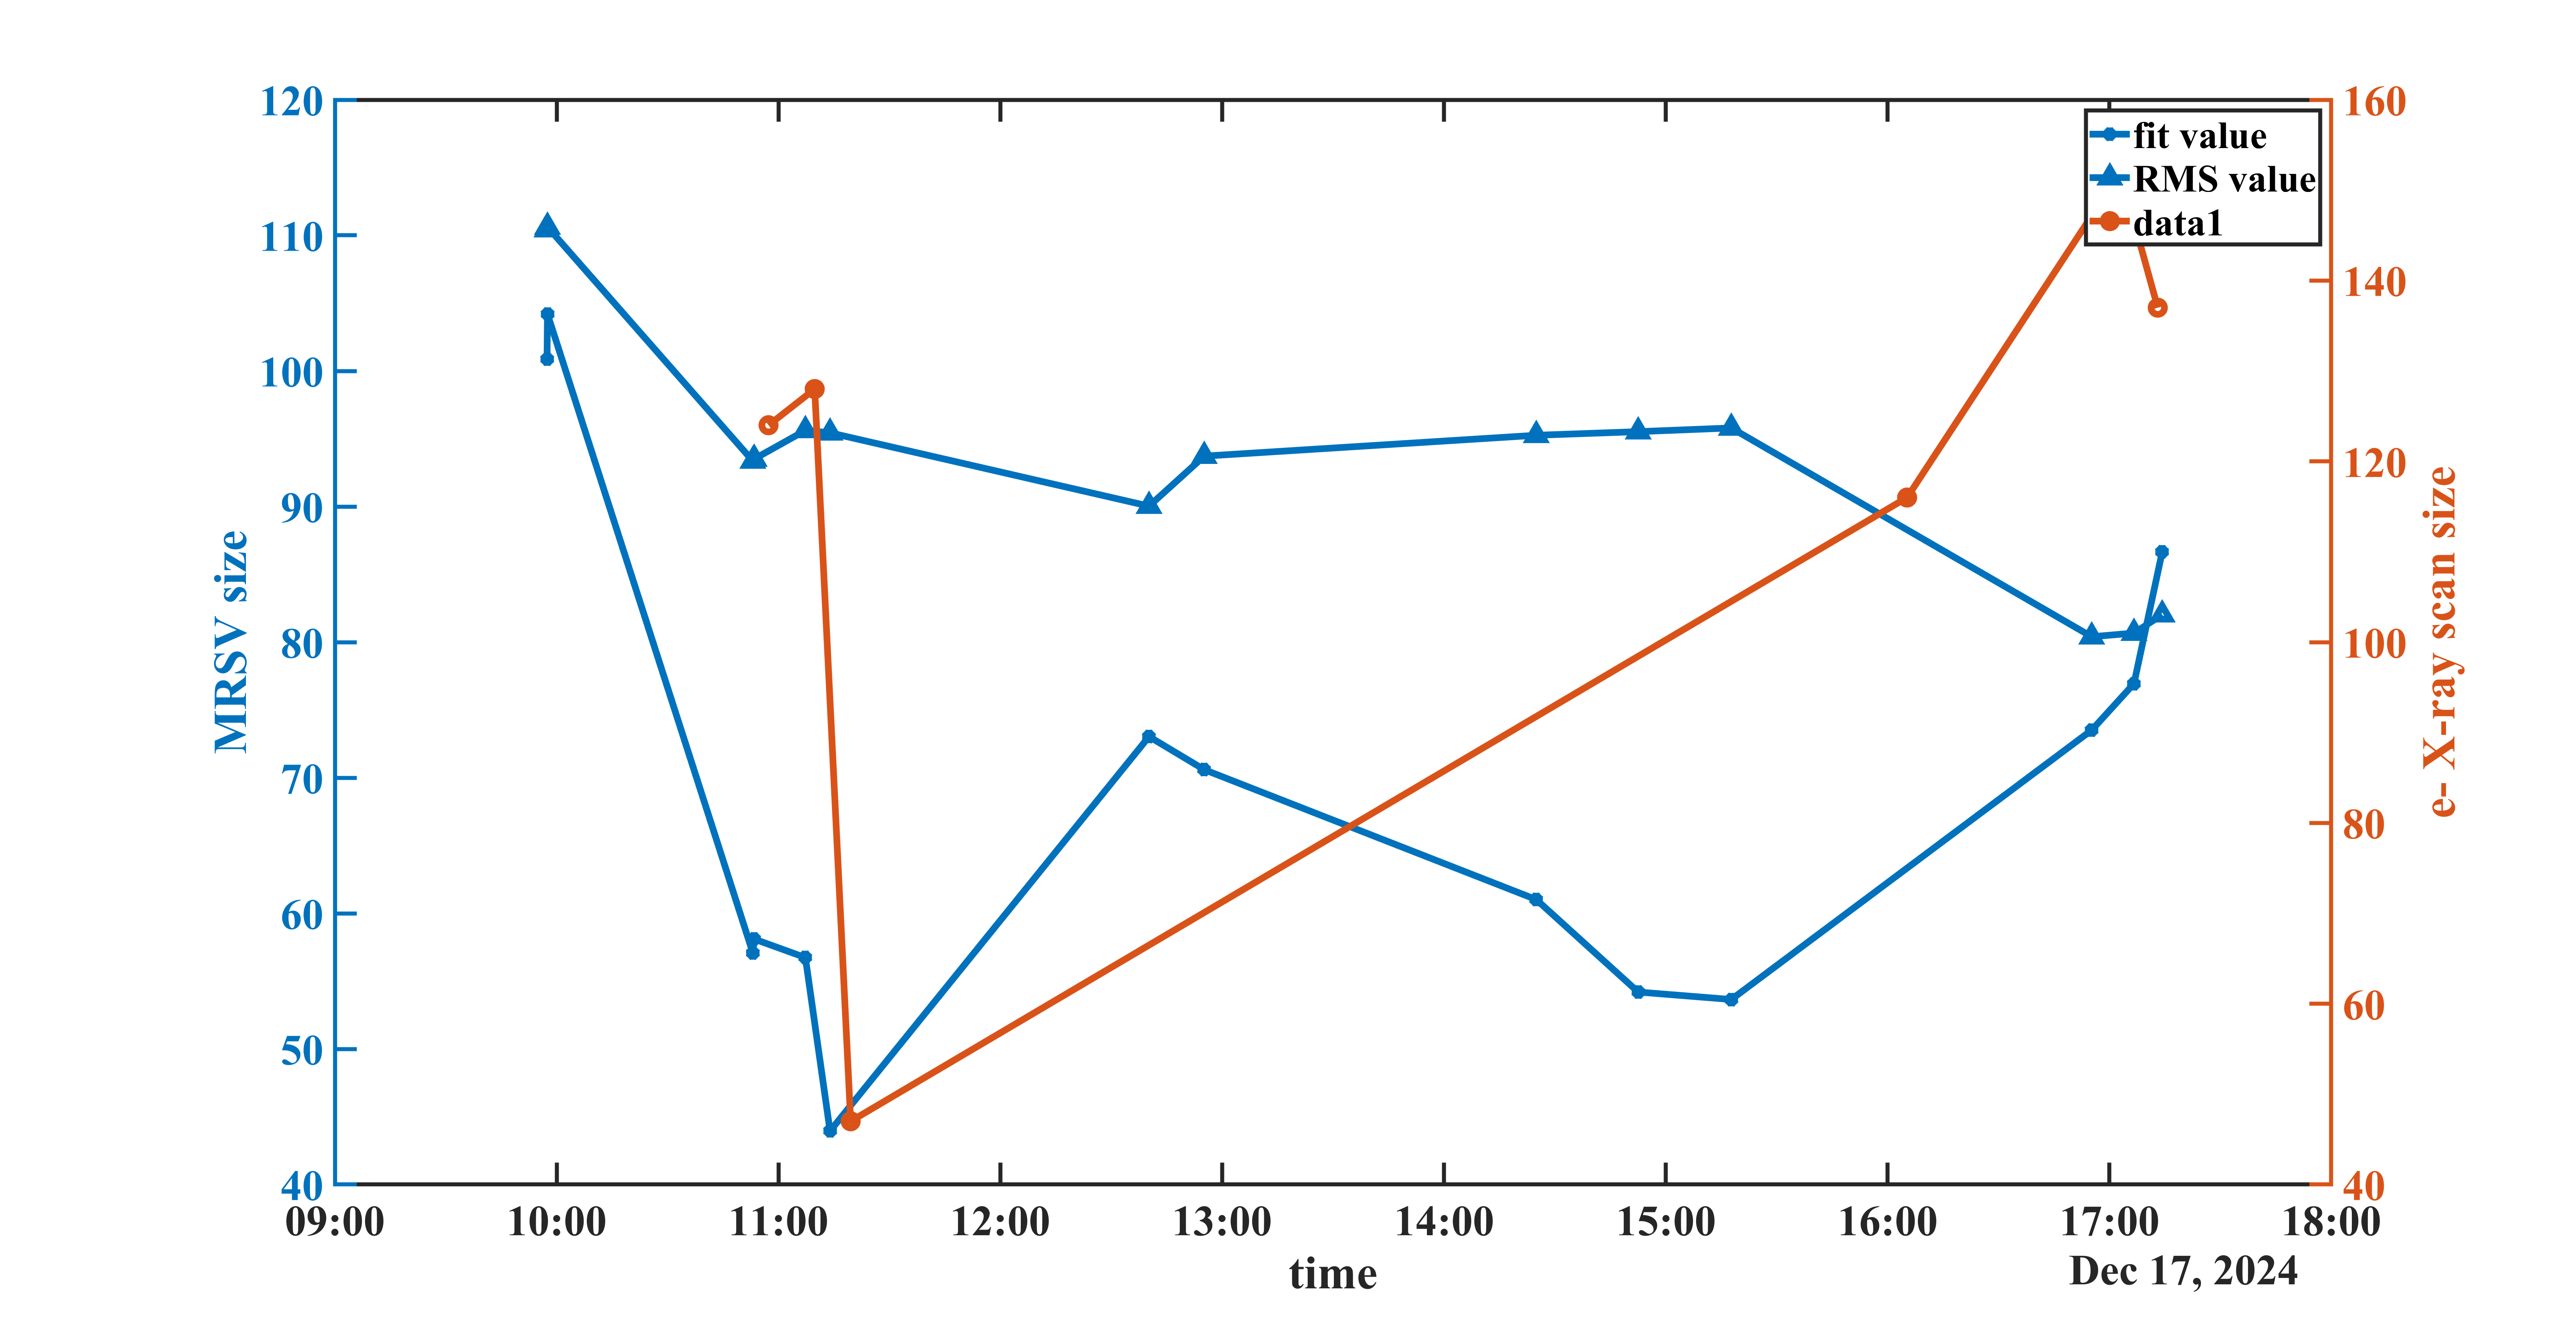 120
110
100
90
80
70
60
50
40
MRSV size
160
140
120
100
80
60
40
e- X-ray scan size
fit value
RMS value
data1
09:00 10:00 11:00 12:00 13:00 14:00 15:00 16:00 17:00 18:00
time
Dec 17, 2024